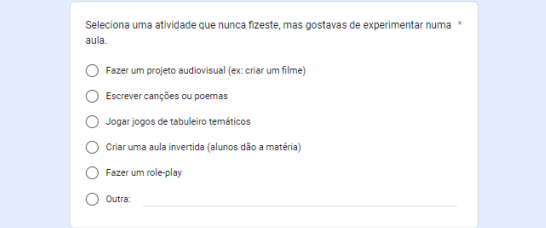 Seleciona uma atividade que nunca fizeste, mas gostavas de experimentar numa *
aula.
Fazer um projeto audiovisual (ex: criar um filme)
Escrever canções ou poemas
Jogar jogos de tabuleiro temáticos
Criar uma aula invertida (alunos dão a matéria)
Fazer um role-play
Outra: